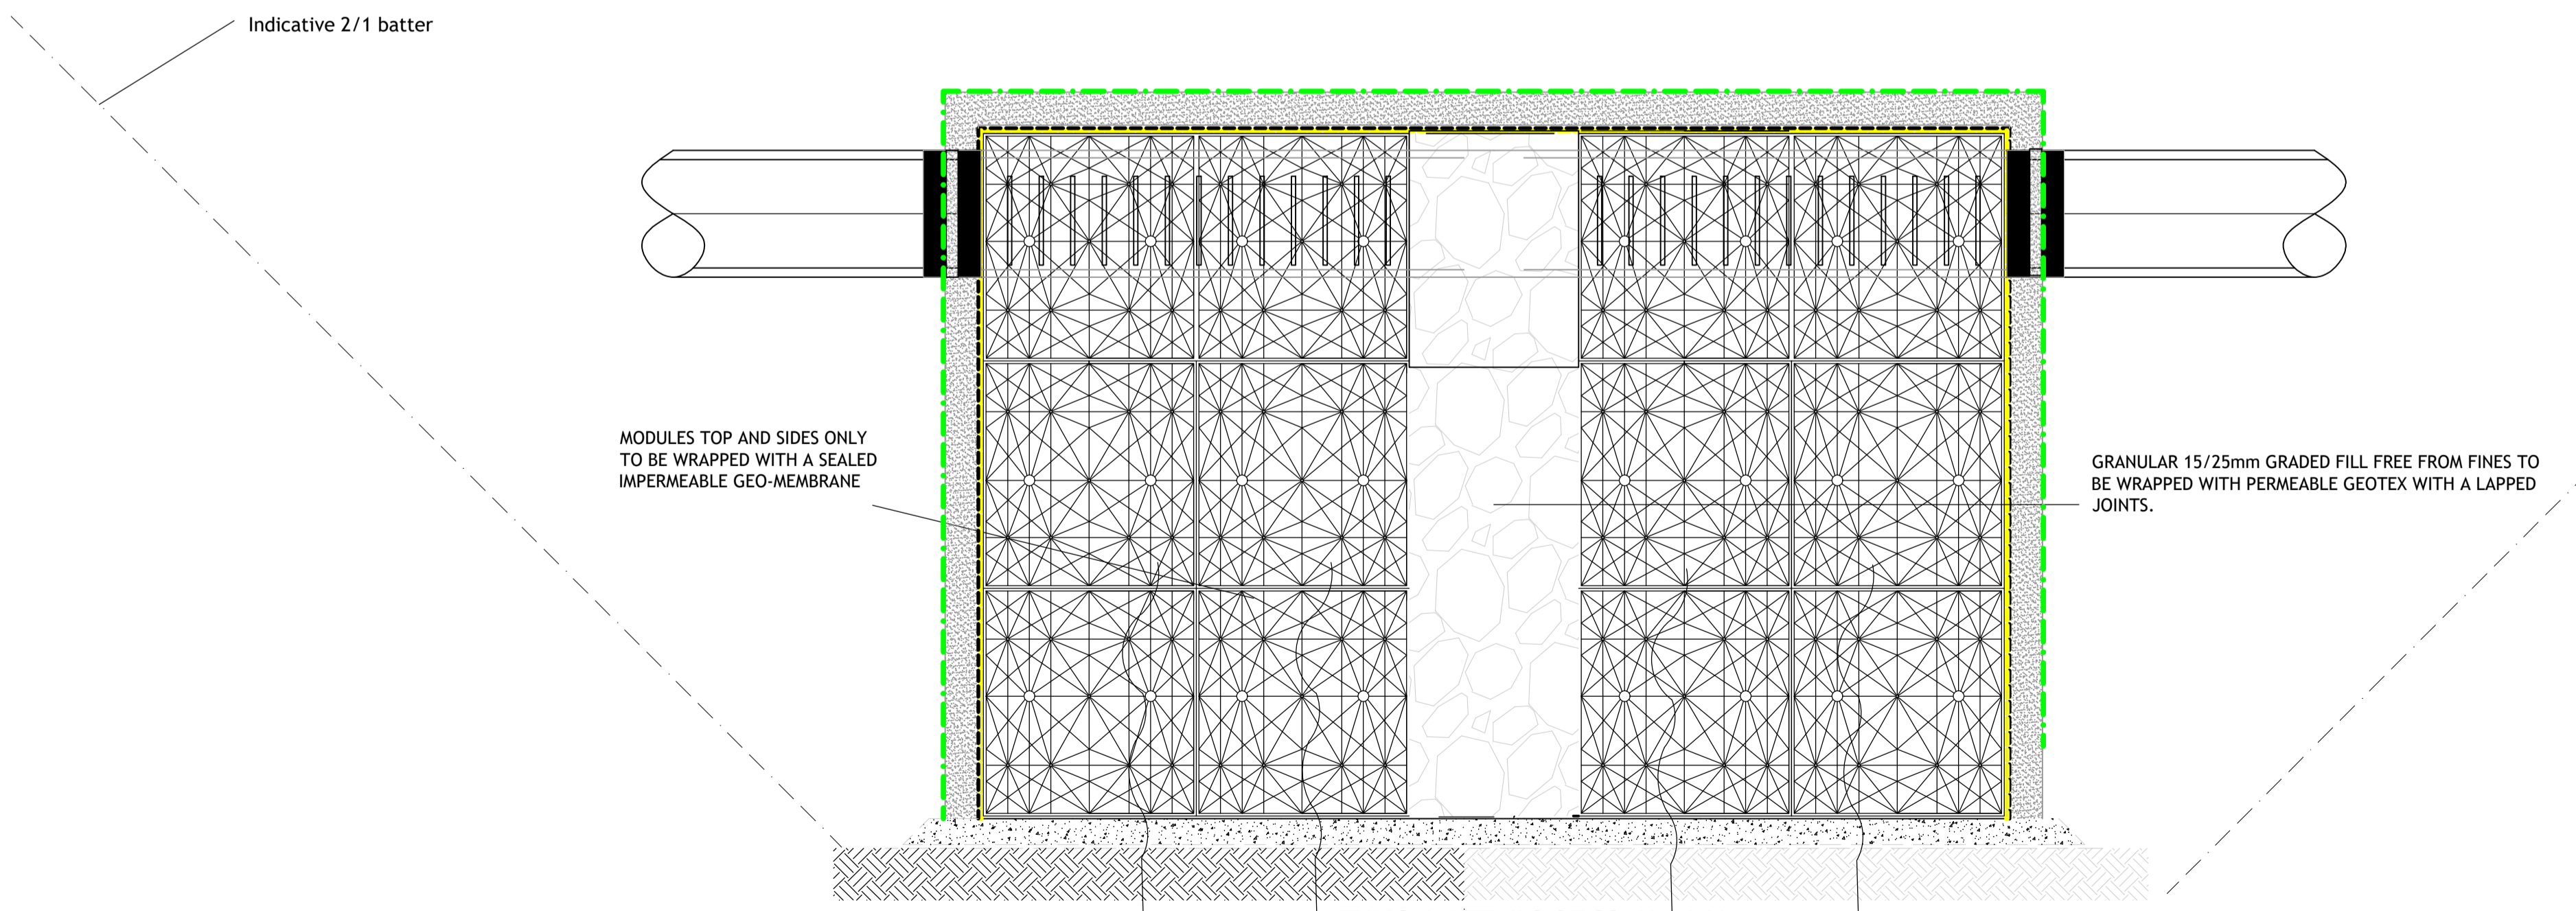 Indicative 2/1 batter
MODULES TOP AND SIDES ONLY
TO BE WRAPPED WITH A SEALED
IMPERMEABLE GEO-MEMBRANE
GRANULAR 15/25mm GRADED FILL FREE FROM FINES TO
BE WRAPPED WITH PERMEABLE GEOTEX WITH A LAPPED
JOINTS.